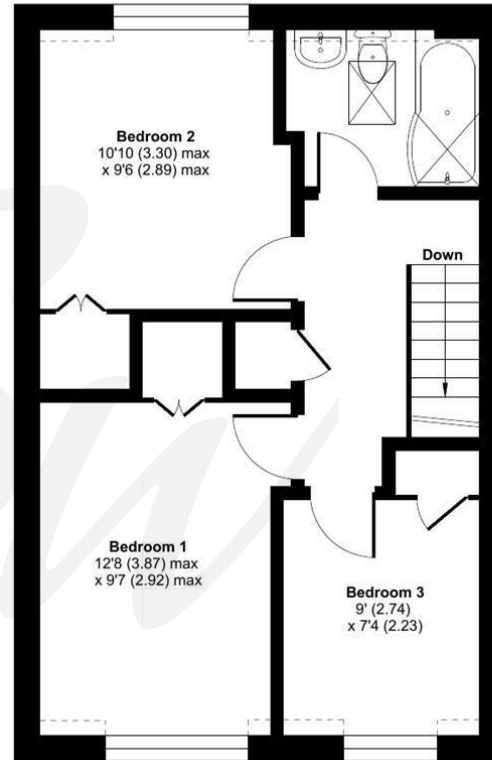 Bedroom 2
10'10 (3.30) max
x 9'6 (2.89) max
Down
Bedroom 1
12'8 (3.87) max
x 9'7 (2.92) max
Bedroom 3
9' (2.74)
x 7'4 (2.23)